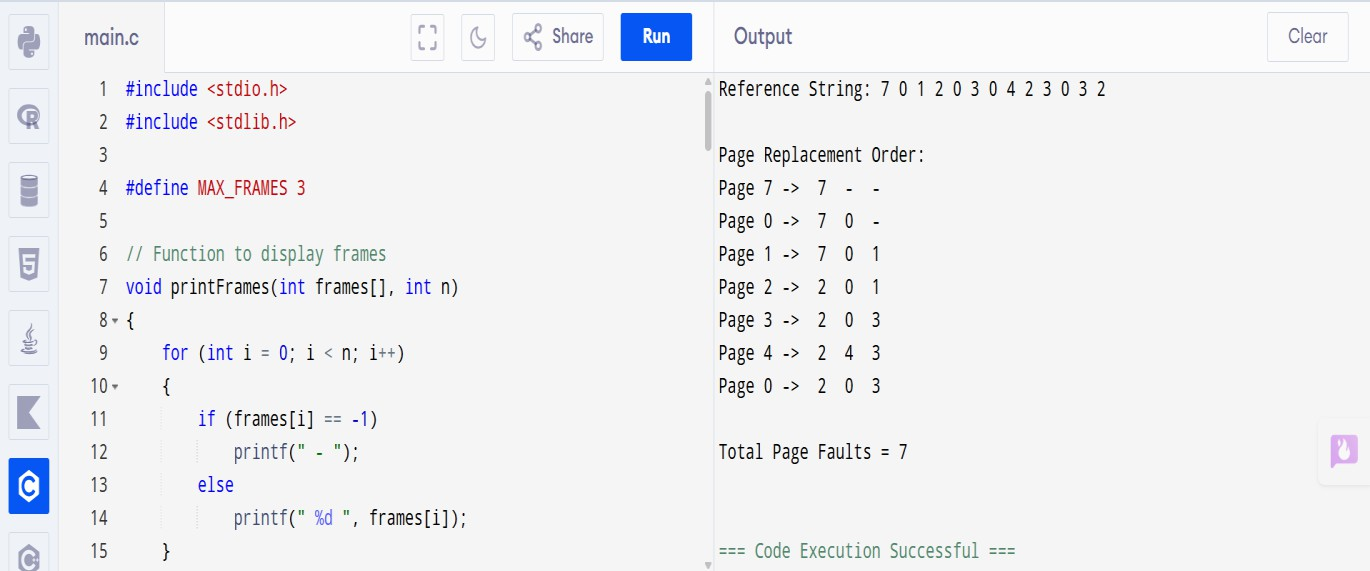 main.c
Share
Run
Output
Clear
1 #include <stdio.h>
2 #include <stdlib.h>
3
4 #define MAX_FRAMES 3
5
6 // Function to display frames
7 void printFrames(int frames[], int n)
8 {
9 for (int i = 0; i < n; i++)
10 {
11 if (frames[i] == -1)
12 printf(" - ");
13 else
14 printf(" %d ", frames[i]);
15 }
Reference String: 7 0 1 2 0 3 0 4 2 3 0 3 2
Page Replacement Order:
Page 7 -> 7 - -
Page 0 -> 7 0 -
Page 1 -> 7 0 1
Page 2 -> 2 0 1
Page 3 -> 2 0 3
Page 4 -> 2 4 3
Page 0 -> 2 0 3
Total Page Faults = 7
=== Code Execution Successful ===